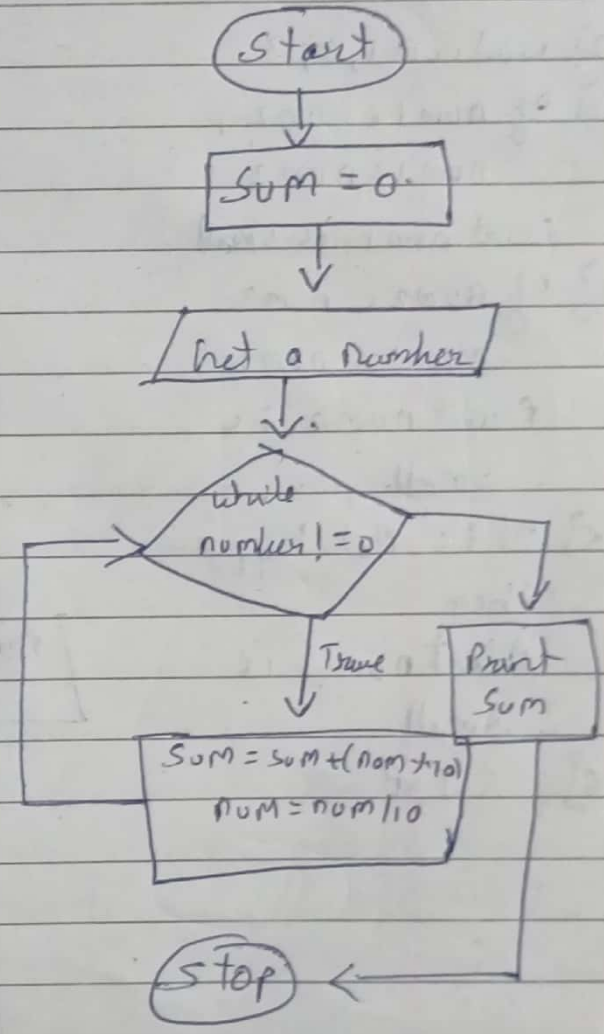 Start
Sum = 0
Get a number
while
number! = 0
True
Print
Sum
Sum = sum + (num % 10)
num = num / 10
Stop